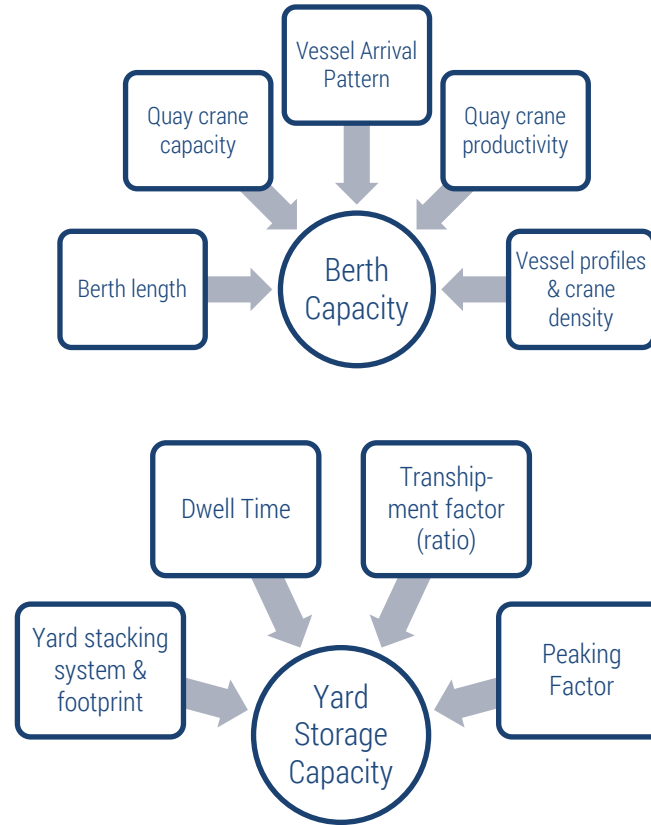 Vessel Arrival
Pattern
Quay crane
capacity
Quay crane
productivity
Berth length
Berth
Capacity
Vessel profiles
& crane
density
Dwell Time
Tranship-
ment factor
(ratio)
Yard stacking
system &
footprint
Yard
Storage
Capacity
Peaking
Factor